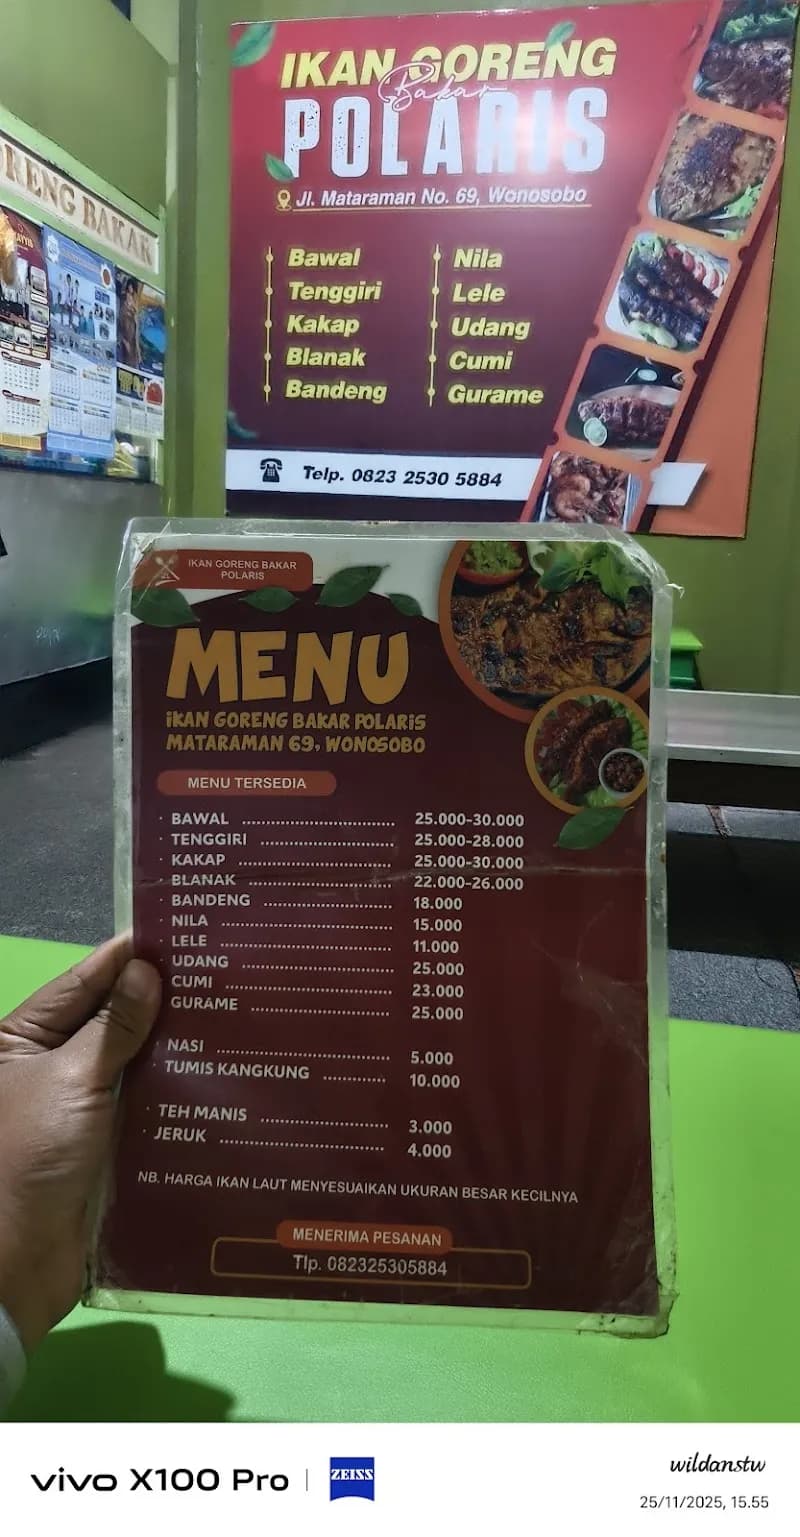 IKAN GORENG
Bakar
POLARIS
Jl. Mataraman No. 69, Wonosobo
Bawal
Tenggiri
Kakap
Blanak
Bandeng
Nila
Lele
Udang
Cumi
Gurame
Telp. 0823 2530 5884
RENG BAKAR
IKAN GORENG BAKAR
POLARIS
MENU
IKAN GORENG BAKAR POLARIS
MATARAMAN 69, WONOSOBO
MENU TERSEDIA
· BAWAL ................................ 25.000-30.000
· TENGGIRI ............................ 25.000-28.000
· KAKAP ................................ 25.000-30.000
· BLANAK .............................. 22.000-26.000
· BANDENG ........................... 18.000
· NILA .................................... 15.000
· LELE .................................... 11.000
· UDANG ................................ 25.000
· CUMI ................................... 23.000
· GURAME ............................. 25.000
· NASI .................................... 5.000
· TUMIS KANGKUNG ............. 10.000
· TEH MANIS .......................... 3.000
· JERUK .................................. 4.000
NB. HARGA IKAN LAUT MENYESUAIKAN UKURAN BESAR KECILNYA
MENERIMA PESANAN
Tlp. 082325305884
vivo X100 Pro | ZEISS
wildanstw
25/11/2025, 15.55